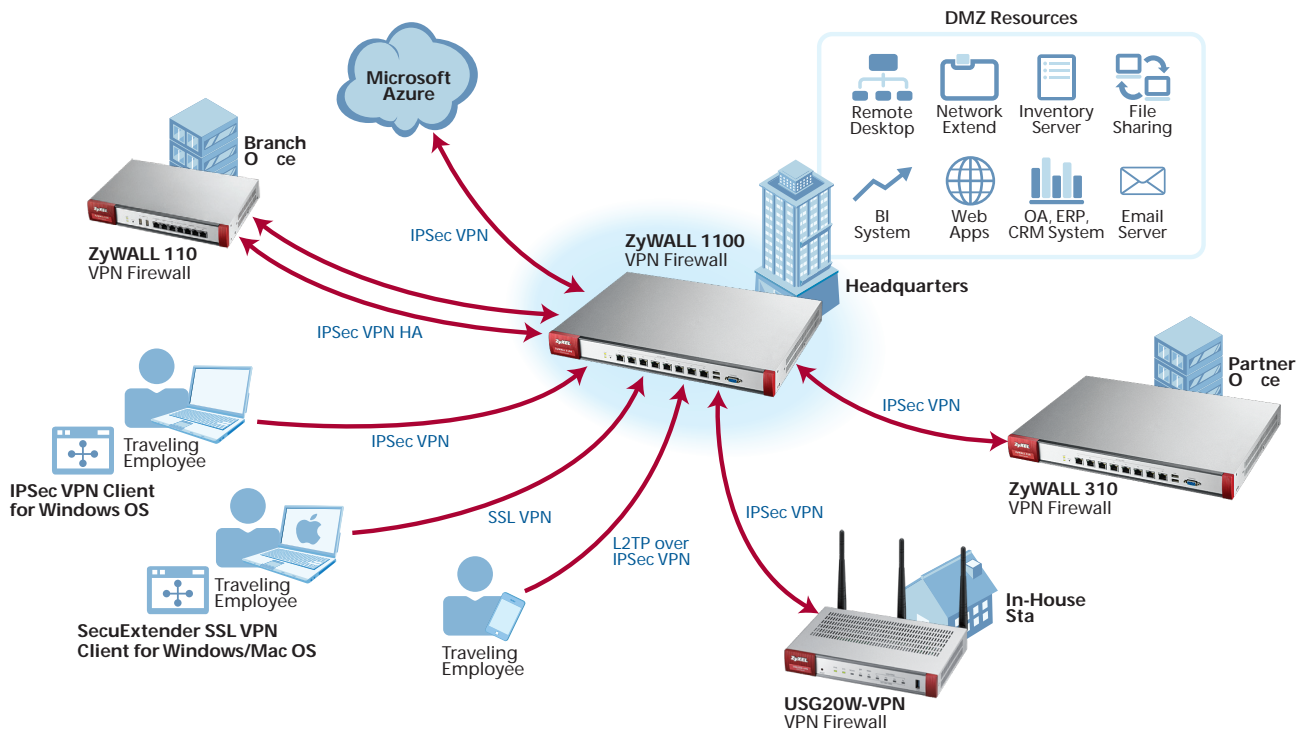 DMZ Resources
Remote
Desktop
Network
Extend
Inventory
Server
File
Sharing
BI
System
Web
Apps
OA, ERP,
CRM System
Email
Server
Microsoft
Azure
Branch
O ce
ZyWALL 110
VPN Firewall
IPSec VPN
ZyWALL 1100
VPN Firewall
Headquarters
IPSec VPN HA
ZyXEL
ZyXEL
Partner
O ce
IPSec VPN
ZyXEL
ZyWALL 310
VPN Firewall
Traveling
Employee
IPSec VPN
IPSec VPN Client
for Windows OS
SSL VPN
Traveling
Employee
SecuExtender SSL VPN
Client for Windows/Mac OS
L2TP over
IPSec VPN
Traveling
Employee
IPSec VPN
In-House
Sta
ZyXEL
USG20W-VPN
VPN Firewall